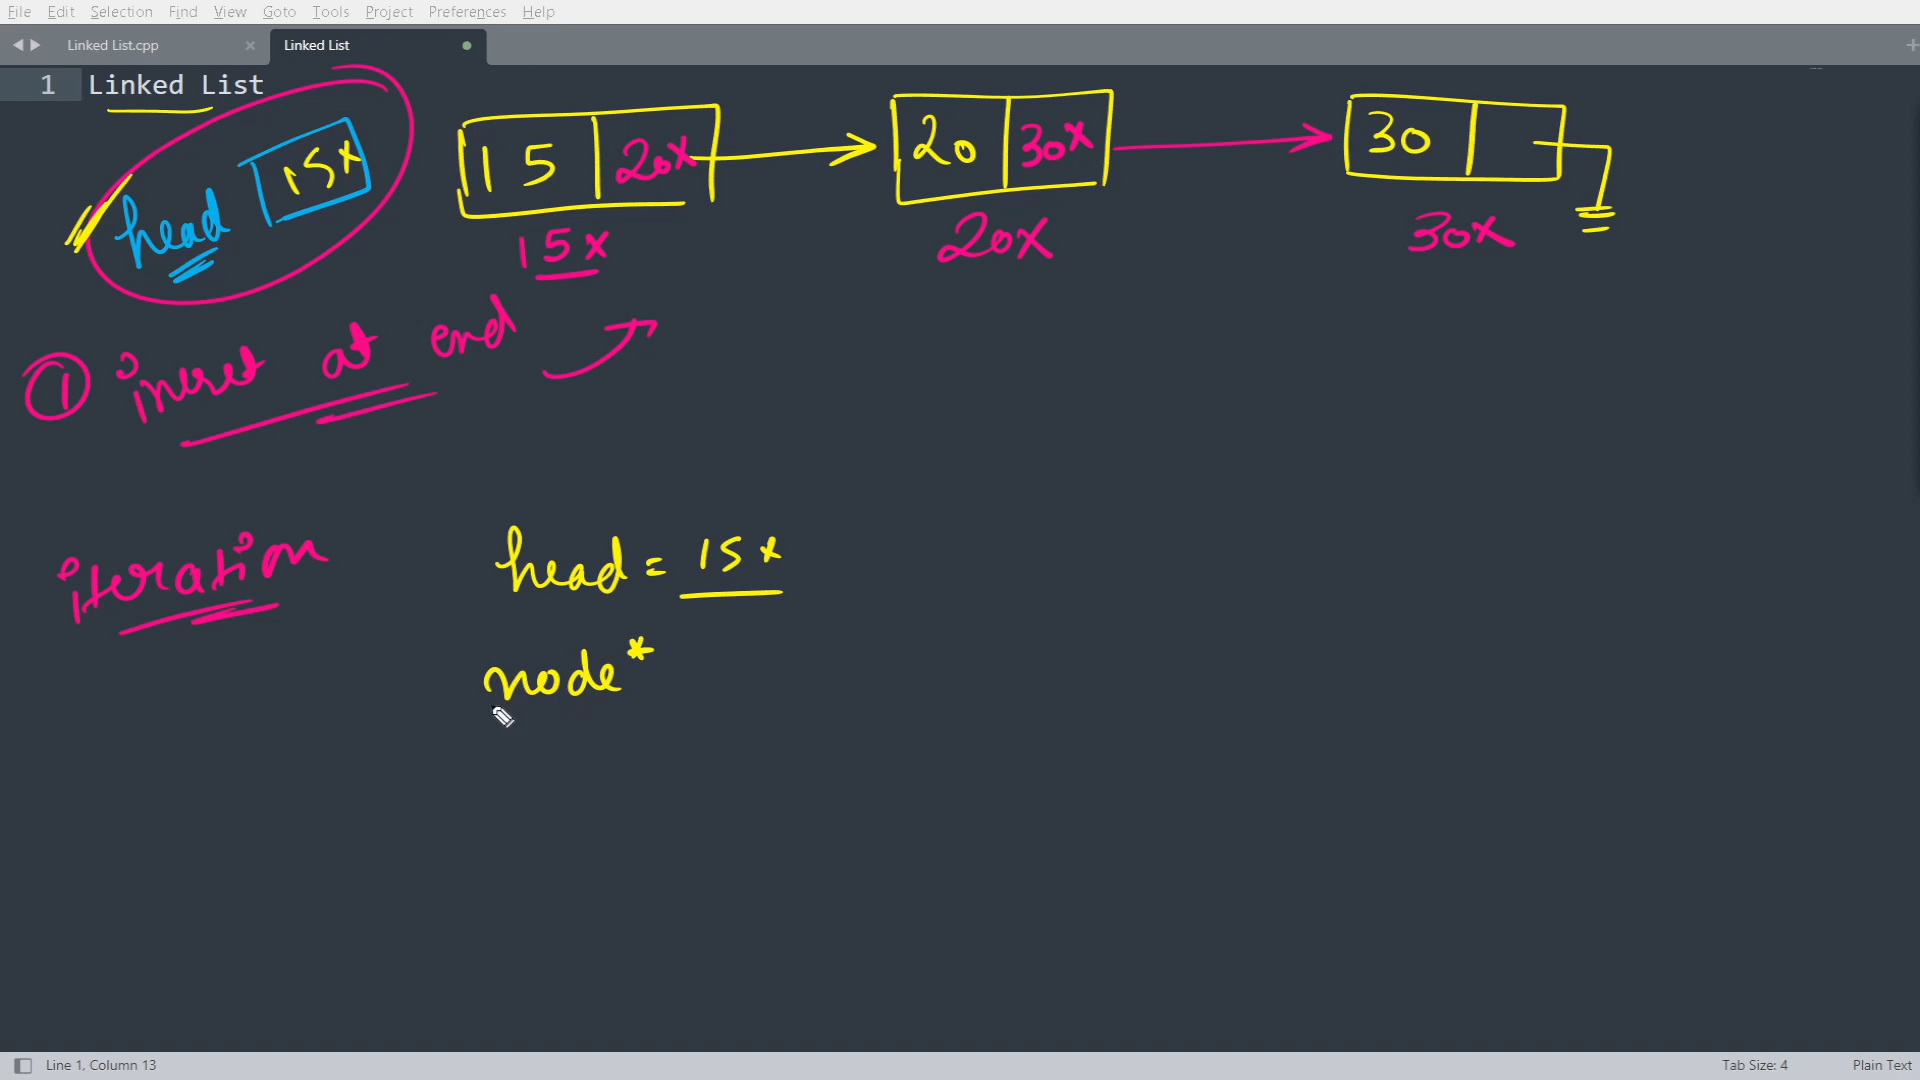 File Edit Selection Find View Goto Tools Project Preferences Help
Linked List.cpp × Linked List
1 Linked List
head 15x
15 20x
20 30x
30
15x 20x 30x
① inseret at end
iteration
head = 15x
node*
Line 1, Column 13 Tab Size: 4 Plain Text